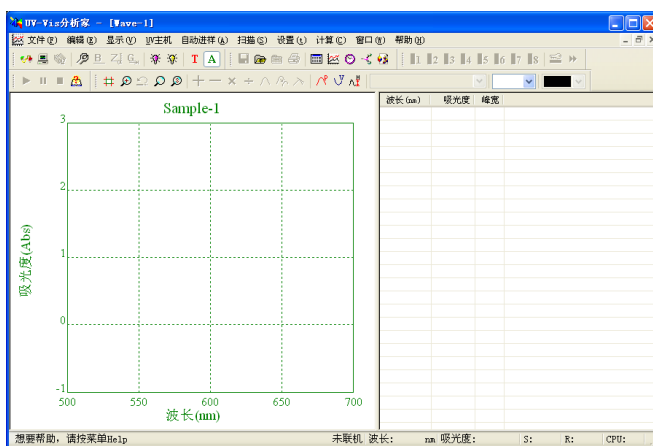 UV-Vis分析家 - [Wave-1]
文件(F) 编辑(E) 显示(V) UV主机 自动进样(A) 扫描(S) 设置(t) 计算(C) 窗口(W) 帮助(H)
B. Z G. T A 1 2 3 4 5 6 7 8
Sample-1
3
2
1
0
-1
500 550 600 650 700
吸光度(Abs)
波长(nm)
波长(nm) 吸光度 峰宽
想要帮助，请按菜单Help 未联机 波长: nm 吸光度: S: R: CPU: